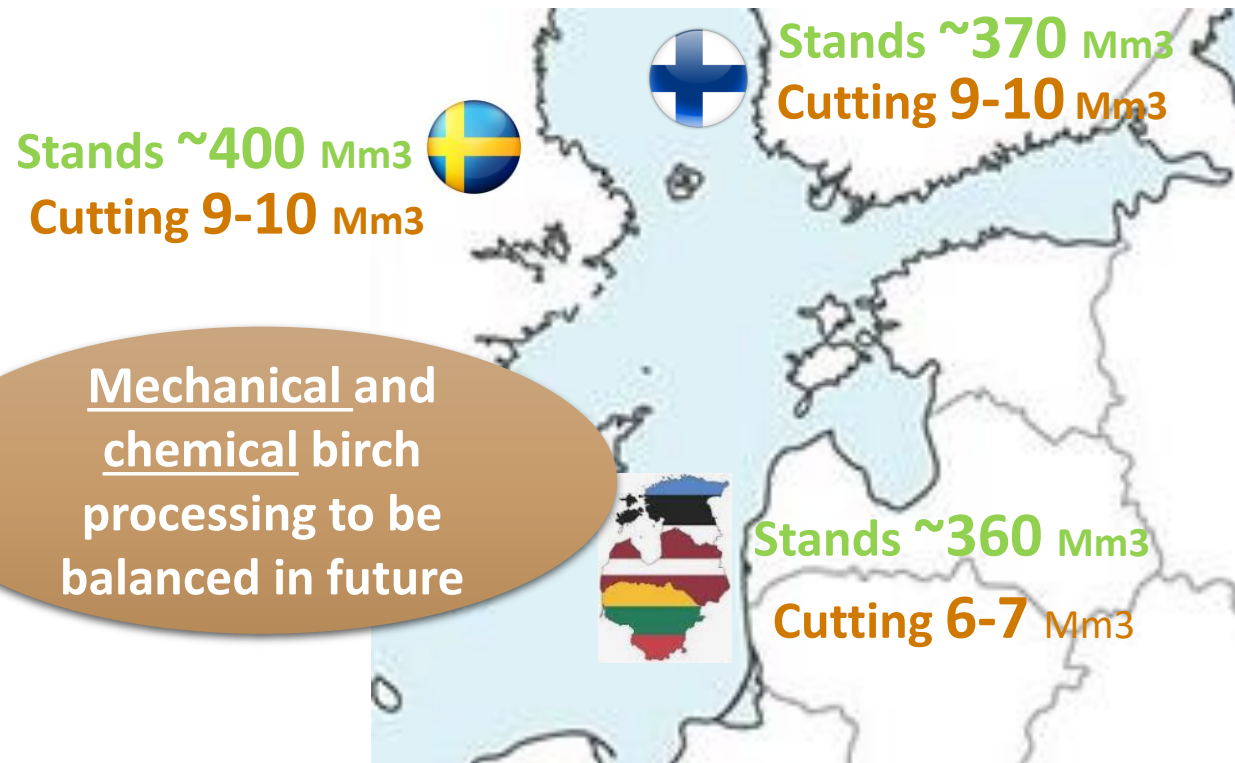 Stands ~370 Mm3
Cutting 9-10 Mm3
Stands ~400 Mm3
Cutting 9-10 Mm3
Mechanical and
chemical birch
processing to be
balanced in future
Stands ~360 Mm3
Cutting 6-7 Mm3